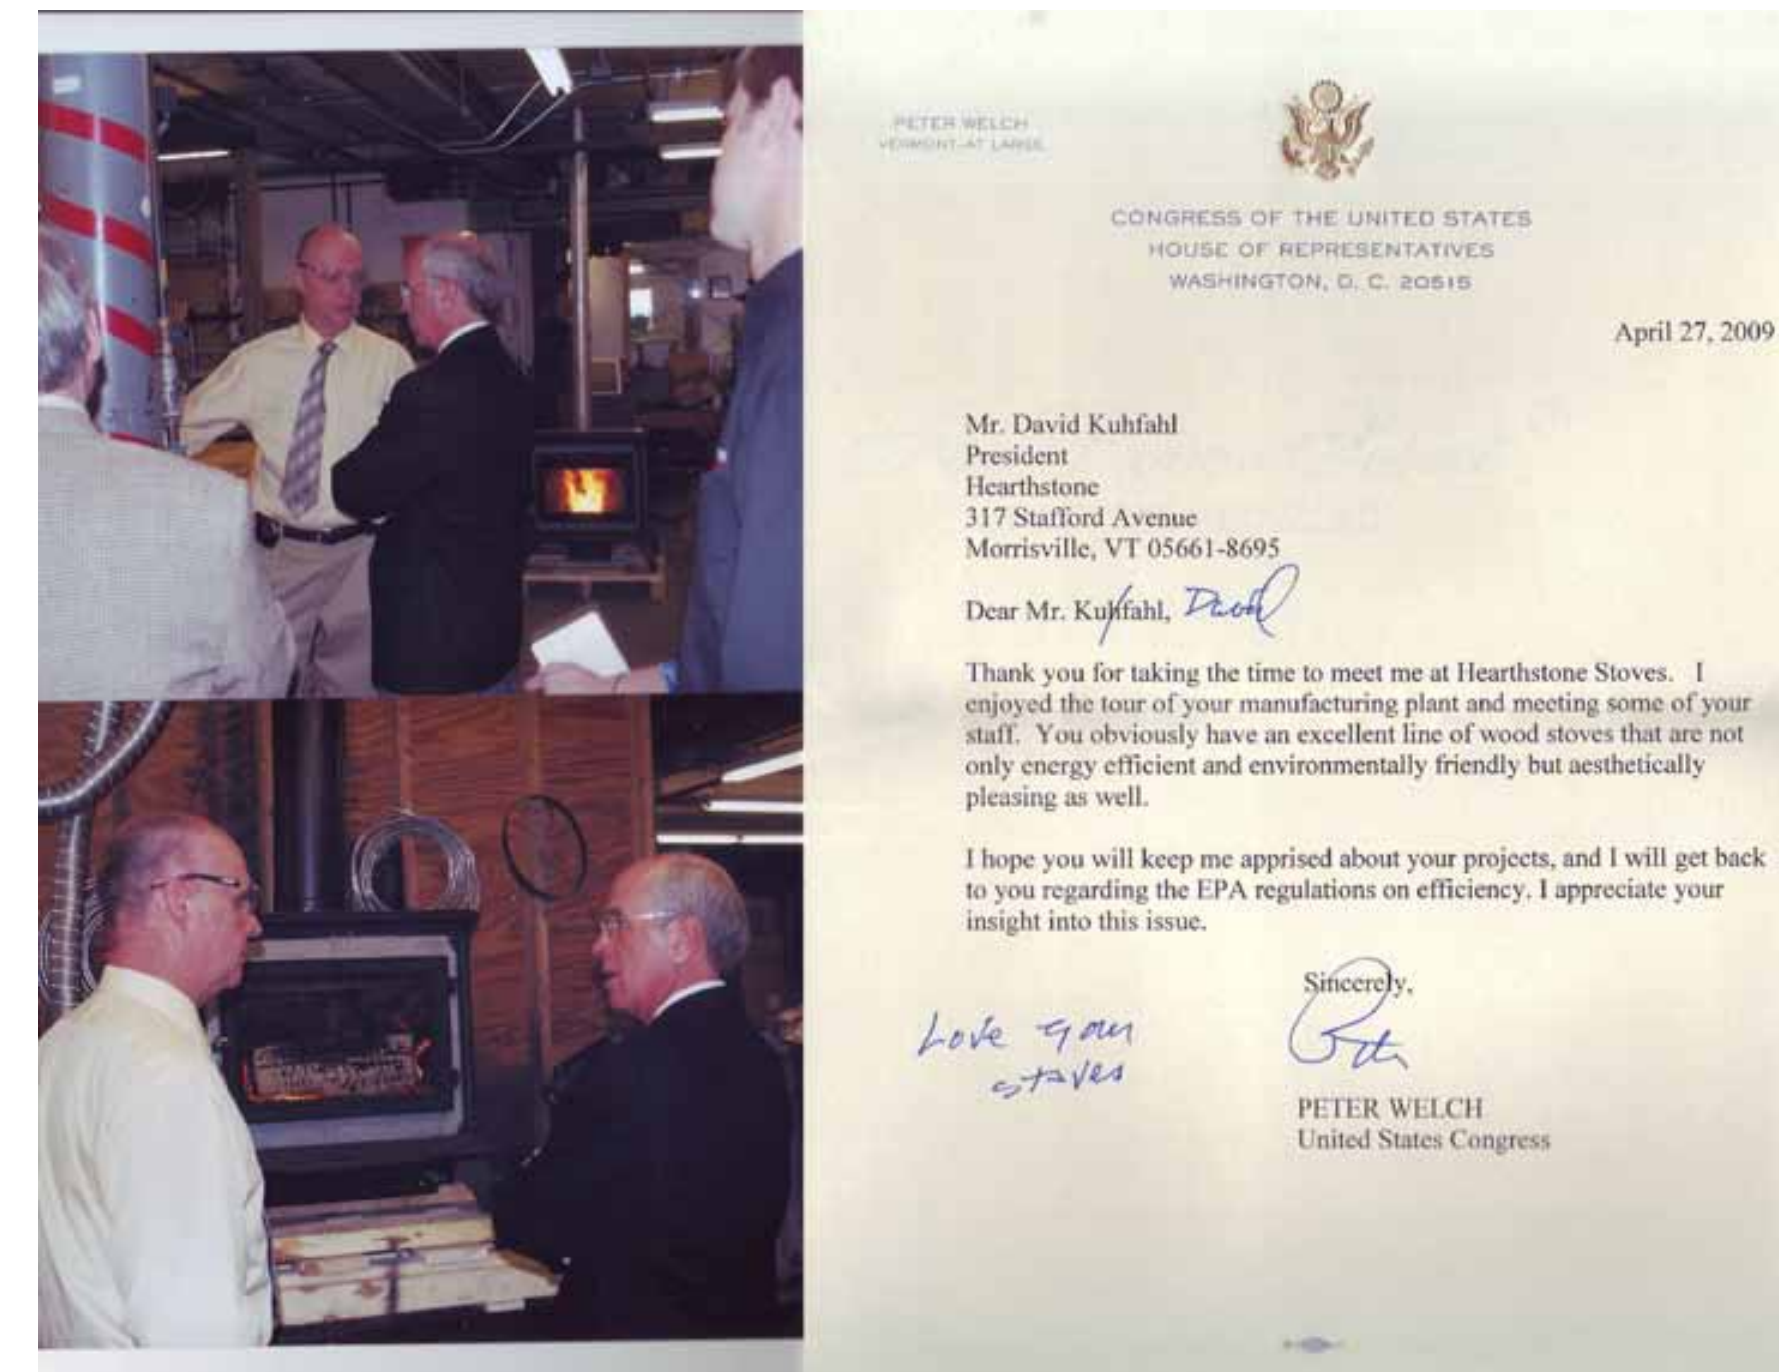 PETER WELCH
VERMONT-AT LARGE
CONGRESS OF THE UNITED STATES
HOUSE OF REPRESENTATIVES
WASHINGTON, D. C. 20515
April 27, 2009
Mr. David Kuhfahl
President
Hearthstone
317 Stafford Avenue
Morrisville, VT 05661-8695
Dear Mr. Kuhfahl, David
Thank you for taking the time to meet me at Hearthstone Stoves. I
enjoyed the tour of your manufacturing plant and meeting some of your
staff. You obviously have an excellent line of wood stoves that are not
only energy efficient and environmentally friendly but aesthetically
pleasing as well.
I hope you will keep me apprised about your projects, and I will get back
to you regarding the EPA regulations on efficiency. I appreciate your
insight into this issue.
Sincerely,
Love your
stoves
Peter
PETER WELCH
United States Congress